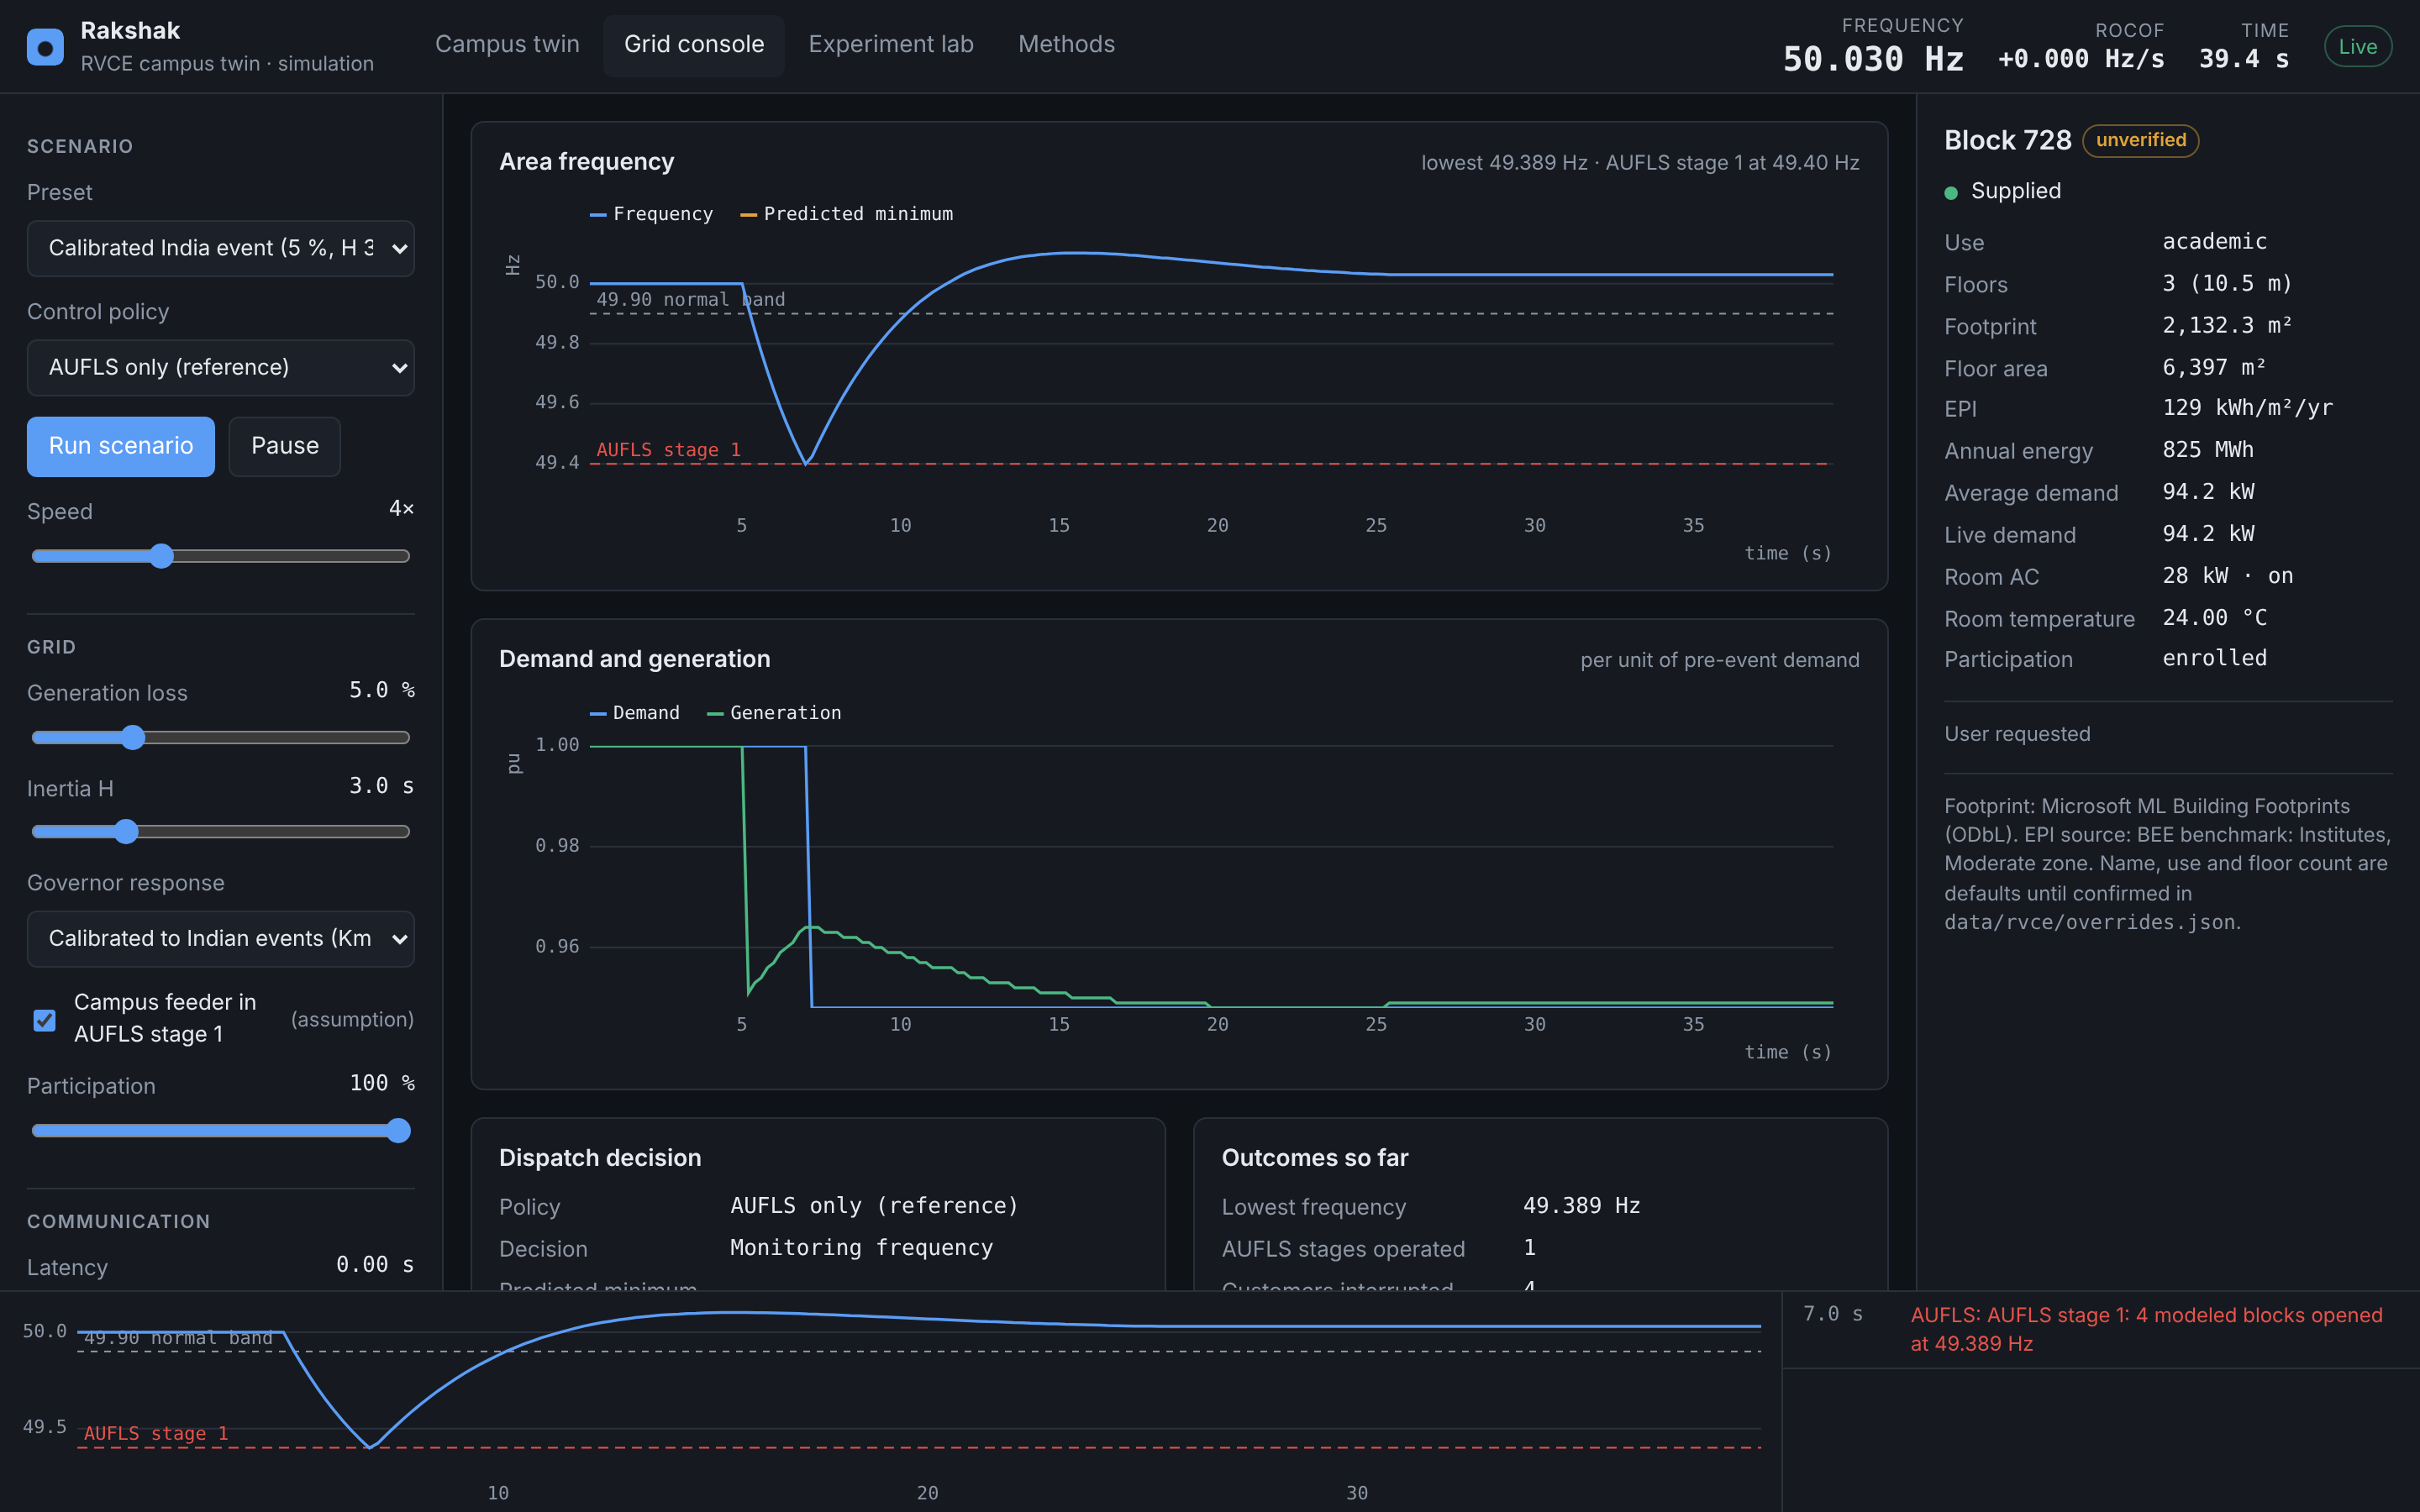 Rakshak
RVCE campus twin · simulation
Campus twin
Grid console
Experiment lab
Methods
FREQUENCY
50.030 Hz
ROCOF
+0.000 Hz/s
TIME
39.4 s
Live
SCENARIO
Preset
Calibrated India event (5 %, H 3
Control policy
AUFLS only (reference)
Run scenario
Pause
Speed 4×
GRID
Generation loss 5.0 %
Inertia H 3.0 s
Governor response
Calibrated to Indian events (Km
Campus feeder in
AUFLS stage 1
(assumption)
Participation 100 %
COMMUNICATION
Latency 0.00 s
Area frequency
lowest 49.389 Hz · AUFLS stage 1 at 49.40 Hz
Frequency Predicted minimum
Hz
50.0
49.90 normal band
49.8
49.6
AUFLS stage 1
49.4
5 10 15 20 25 30 35
time (s)
Demand and generation
per unit of pre-event demand
Demand Generation
pu
1.00
0.98
0.96
5 10 15 20 25 30 35
time (s)
Dispatch decision
Policy AUFLS only (reference)
Decision Monitoring frequency
Predicted minimum
Outcomes so far
Lowest frequency 49.389 Hz
AUFLS stages operated 1
Customers interrupted 4
Block 728
unverified
Supplied
Use academic
Floors 3 (10.5 m)
Footprint 2,132.3 m²
Floor area 6,397 m²
EPI 129 kWh/m²/yr
Annual energy 825 MWh
Average demand 94.2 kW
Live demand 94.2 kW
Room AC 28 kW · on
Room temperature 24.00 °C
Participation enrolled
User requested
Footprint: Microsoft ML Building Footprints
(ODbL). EPI source: BEE benchmark: Institutes,
Moderate zone. Name, use and floor count are
defaults until confirmed in
data/rvce/overrides.json.
50.0
49.90 normal band
49.5
AUFLS stage 1
10 20 30
7.0 s
AUFLS: AUFLS stage 1: 4 modeled blocks opened
at 49.389 Hz